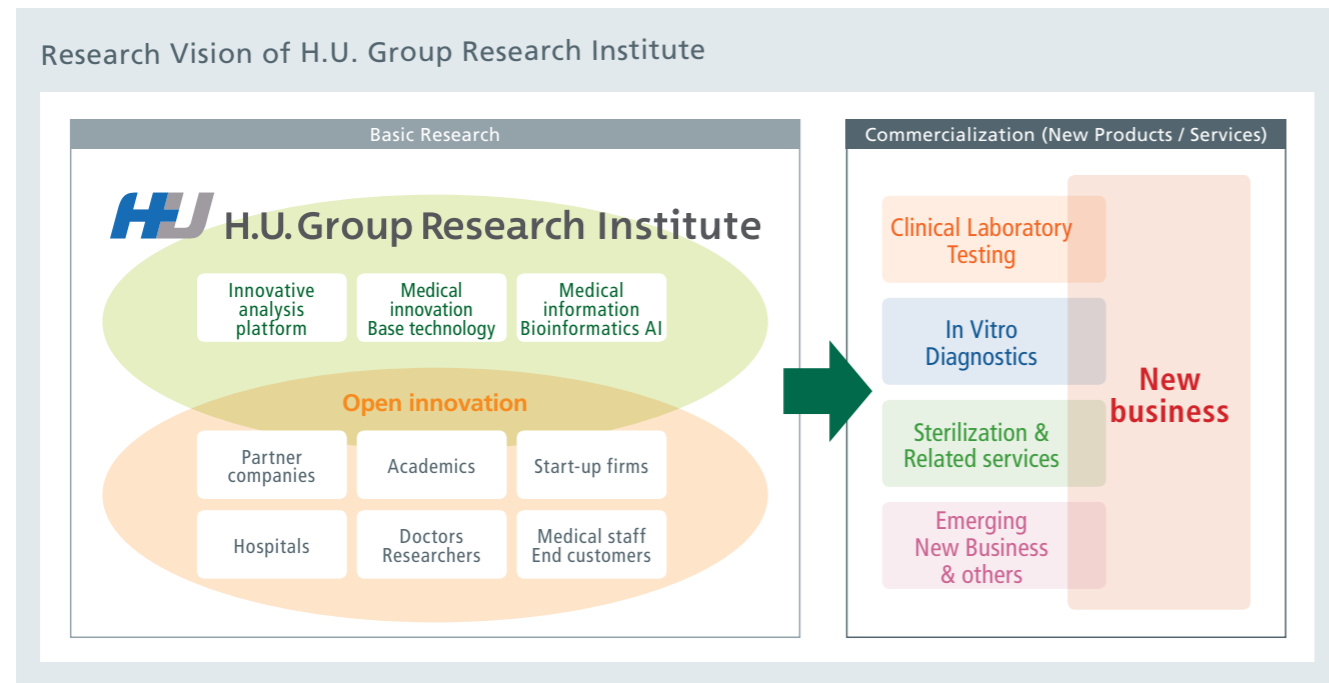 Research Vision of H.U. Group Research Institute
Basic Research
HU H.U. Group Research Institute
Innovative
analysis
platform
Medical
innovation
Base technology
Medical
information
Bioinformatics AI
Open innovation
Partner
companies
Academics
Start-up firms
Hospitals
Doctors
Researchers
Medical staff
End customers
Commercialization (New Products / Services)
Clinical Laboratory
Testing
In Vitro
Diagnostics
Sterilization &
Related services
Emerging
New Business
& others
New
business